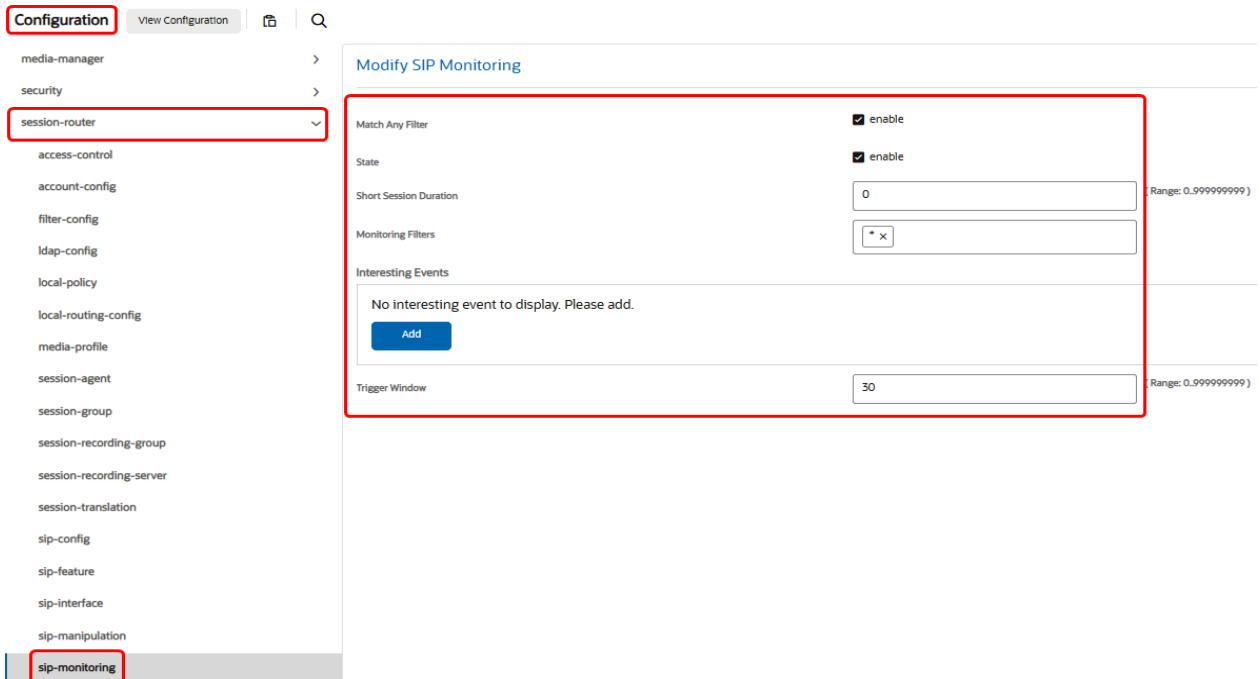 Configuration
View Configuration
media-manager
security
session-router
access-control
account-config
filter-config
ldap-config
local-policy
local-routing-config
media-profile
session-agent
session-group
session-recording-group
session-recording-server
session-translation
sip-config
sip-feature
sip-interface
sip-manipulation
sip-monitoring
Modify SIP Monitoring
Match Any Filter
enable
State
enable
Short Session Duration
0
( Range: 0..999999999 )
Monitoring Filters
* ×
Interesting Events
No interesting event to display. Please add.
Add
Trigger Window
30
( Range: 0..999999999 )